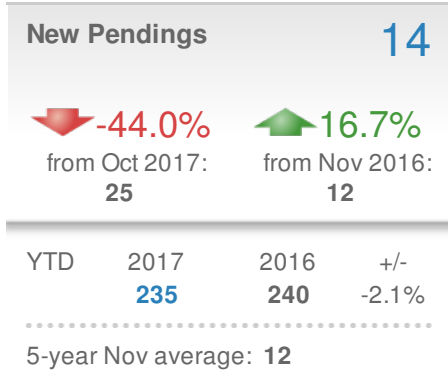 New Pendings 14
-44.0% 16.7%
from Oct 2017: from Nov 2016:
25 12
YTD 2017 2016 +/-
235 240 -2.1%
5-year Nov average: 12